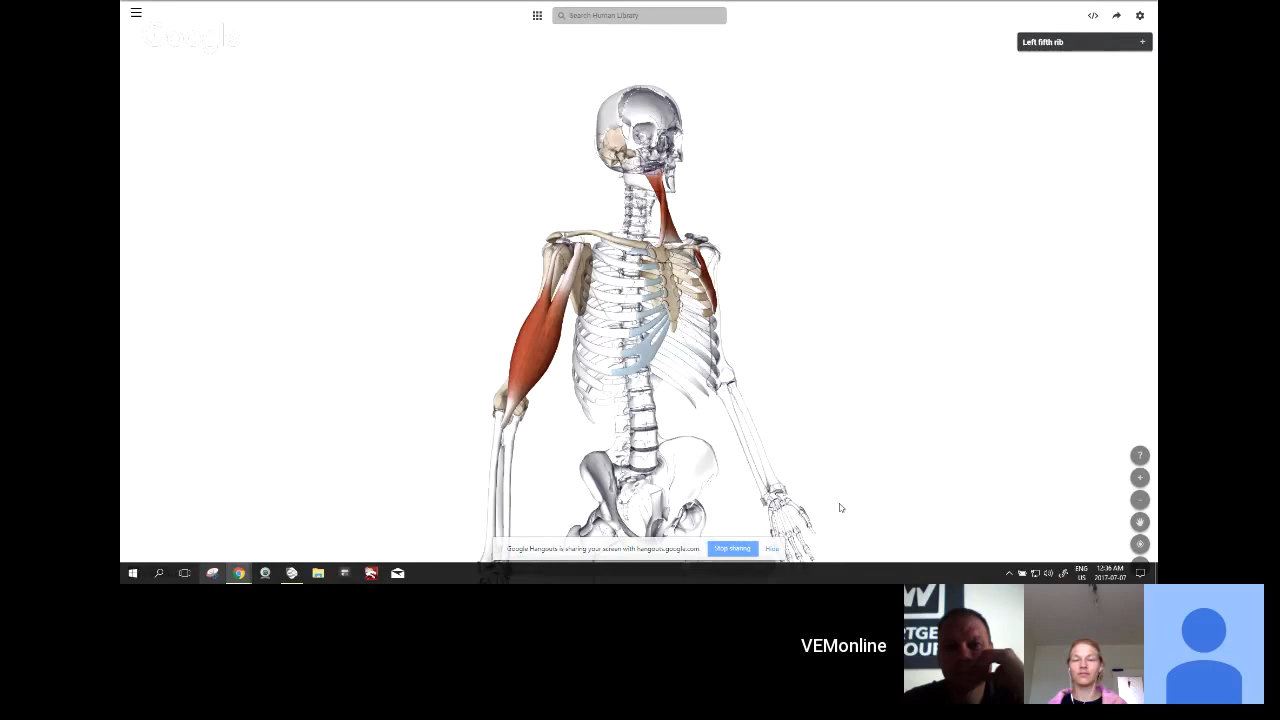 Search Human Library
Google
Left fifth rib
Google Hangouts is sharing your screen with hangouts.google.com.
Stop sharing
Hide
ENG
US
12:36 AM
2017-07-07
VEMonline